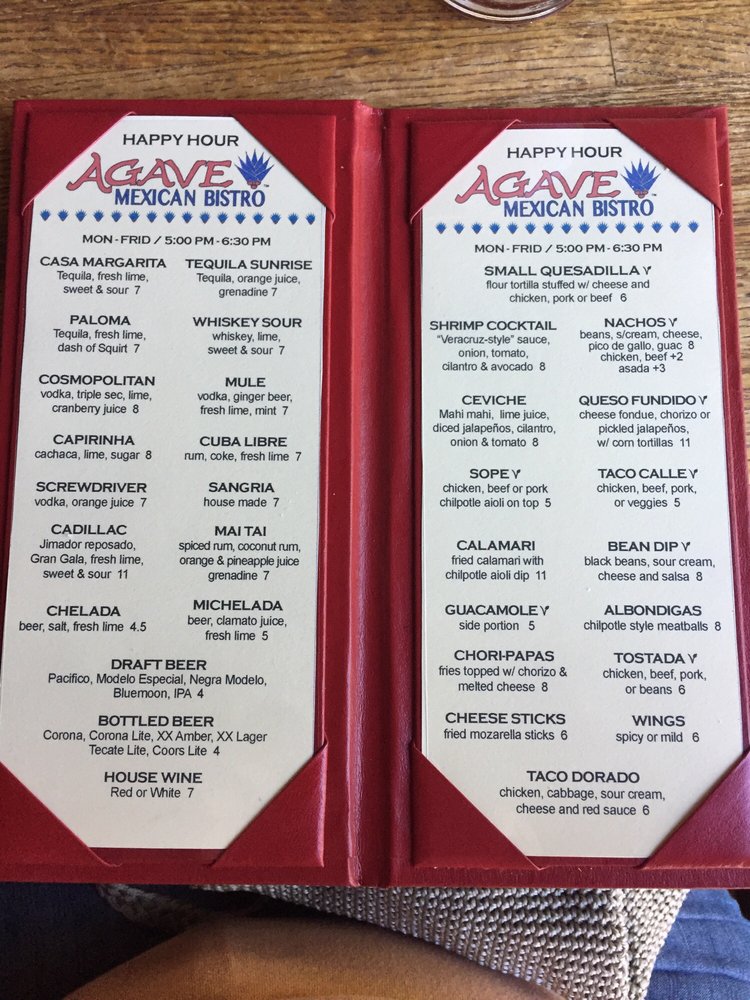 HAPPY HOUR
AGAVE
MEXICAN BISTRO
MON - FRID / 5:00 PM - 6:30 PM
CASA MARGARITA
Tequila, fresh lime,
sweet & sour 7
TEQUILA SUNRISE
Tequila, orange juice,
grenadine 7
PALOMA
Tequila, fresh lime,
dash of Squirt 7
WHISKEY SOUR
whiskey, lime,
sweet & sour 7
COSMOPOLITAN
vodka, triple sec, lime,
cranberry juice 8
MULE
vodka, ginger beer,
fresh lime, mint 7
CAPIRINHA
cachaca, lime, sugar 8
CUBA LIBRE
rum, coke, fresh lime 7
SCREWDRIVER
vodka, orange juice 7
SANGRIA
house made 7
CADILLAC
Jimador reposado,
Gran Gala, fresh lime,
sweet & sour 11
MAI TAI
spiced rum, coconut rum,
orange & pineapple juice
grenadine 7
CHELADA
beer, salt, fresh lime 4.5
MICHELADA
beer, clamato juice,
fresh lime 5
DRAFT BEER
Pacifico, Modelo Especial, Negra Modelo,
Bluemoon, IPA 4
BOTTLED BEER
Corona, Corona Lite, XX Amber, XX Lager
Tecate Lite, Coors Lite 4
HOUSE WINE
Red or White 7
HAPPY HOUR
AGAVE
MEXICAN BISTRO
MON - FRID / 5:00 PM - 6:30 PM
SMALL QUESADILLA
flour tortilla stuffed w/ cheese and
chicken, pork or beef 6
SHRIMP COCKTAIL
"Veracruz-style" sauce,
onion, tomato,
cilantro & avocado 8
NACHOS
beans, s/cream, cheese,
pico de gallo, guac 8
chicken, beef +2
asada +3
CEVICHE
Mahi mahi, lime juice,
diced jalapeños, cilantro,
onion & tomato 8
QUESO FUNDIDO
cheese fondue, chorizo or
pickled jalapeños,
w/ corn tortillas 11
SOPE
chicken, beef or pork
chilpotle aioli on top 5
TACO CALLE
chicken, beef, pork,
or veggies 5
CALAMARI
fried calamari with
chilpotle aioli dip 11
BEAN DIP
black beans, sour cream,
cheese and salsa 8
GUACAMOLE
side portion 5
ALBONDIGAS
chilpotle style meatballs 8
CHORI-PAPAS
fries topped w/ chorizo &
melted cheese 8
TOSTADA
chicken, beef, pork,
or beans 6
CHEESE STICKS
fried mozarella sticks 6
WINGS
spicy or mild 6
TACO DORADO
chicken, cabbage, sour cream,
cheese and red sauce 6